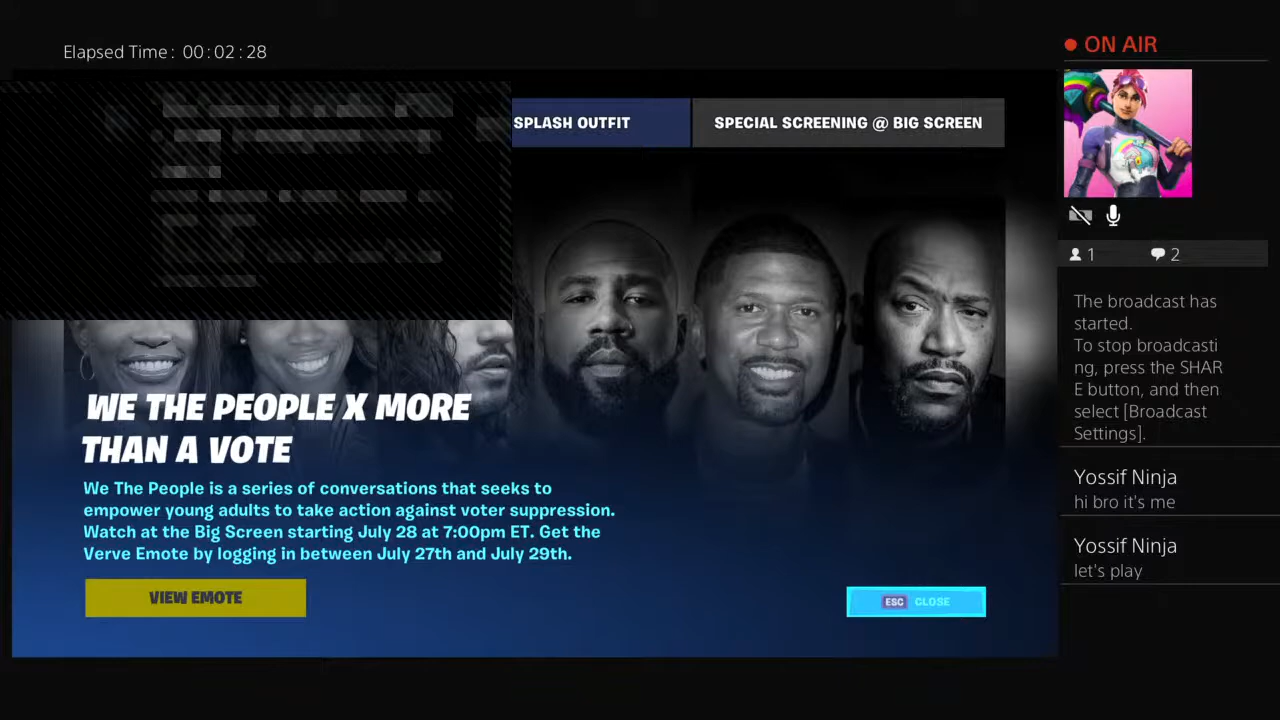 Elapsed Time: 00:02:28
ON AIR
SPLASH OUTFIT
SPECIAL SCREENING @ BIG SCREEN
1
2
The broadcast has
started.
To stop broadcasti
ng, press the SHAR
E button, and then
select [Broadcast
Settings].
Yossif Ninja
hi bro it's me
Yossif Ninja
let's play
WE THE PEOPLE X MORE
THAN A VOTE
We The People is a series of conversations that seeks to
empower young adults to take action against voter suppression.
Watch at the Big Screen starting July 28 at 7:00pm ET. Get the
Verve Emote by logging in between July 27th and July 29th.
VIEW EMOTE
ESC CLOSE